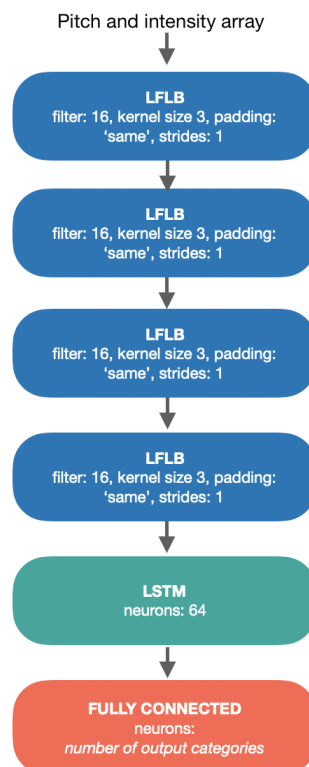 Pitch and intensity array
LFLB
filter: 16, kernel size 3, padding:
‘same’, strides: 1
LFLB
filter: 16, kernel size 3, padding:
‘same’, strides: 1
LFLB
filter: 16, kernel size 3, padding:
‘same’, strides: 1
LFLB
filter: 16, kernel size 3, padding:
‘same’, strides: 1
LSTM
neurons: 64
FULLY CONNECTED
neurons:
number of output categories